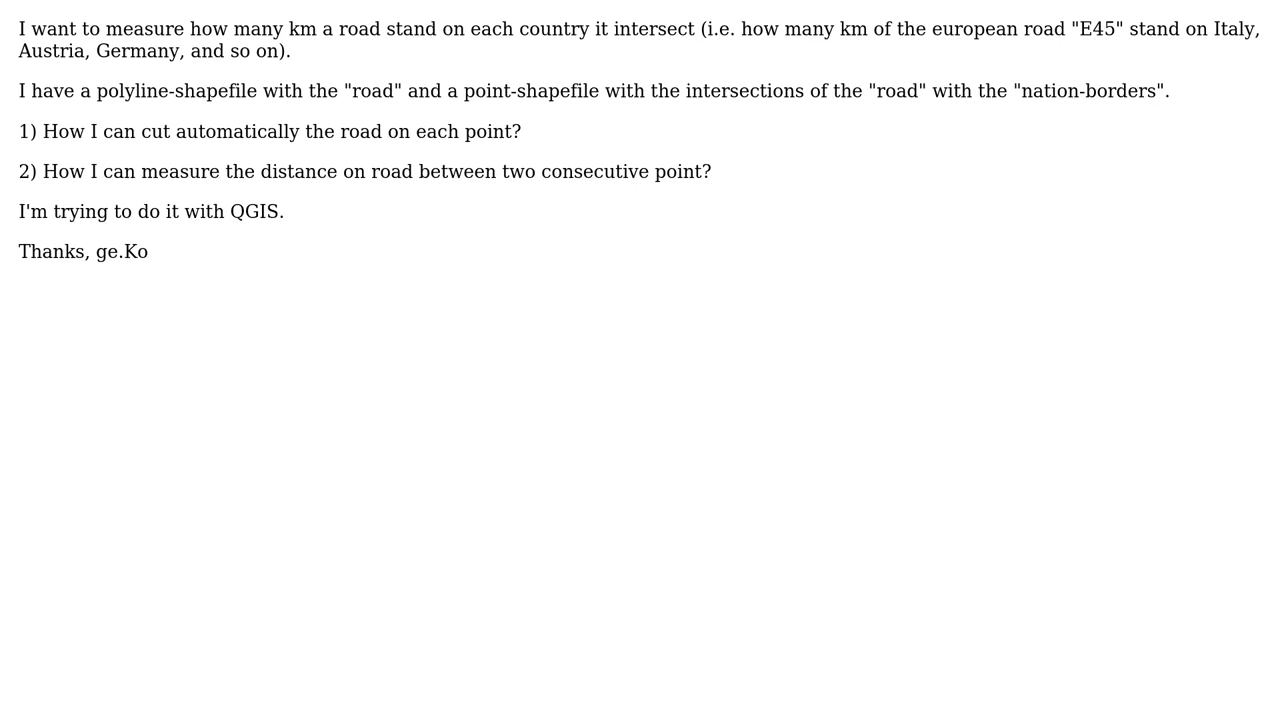 I want to measure how many km a road stand on each country it intersect (i.e. how many km of the european road "E45" stand on Italy,
Austria, Germany, and so on).
I have a polyline-shapefile with the "road" and a point-shapefile with the intersections of the "road" with the "nation-borders".
1) How I can cut automatically the road on each point?
2) How I can measure the distance on road between two consecutive point?
I'm trying to do it with QGIS.
Thanks, ge.Ko